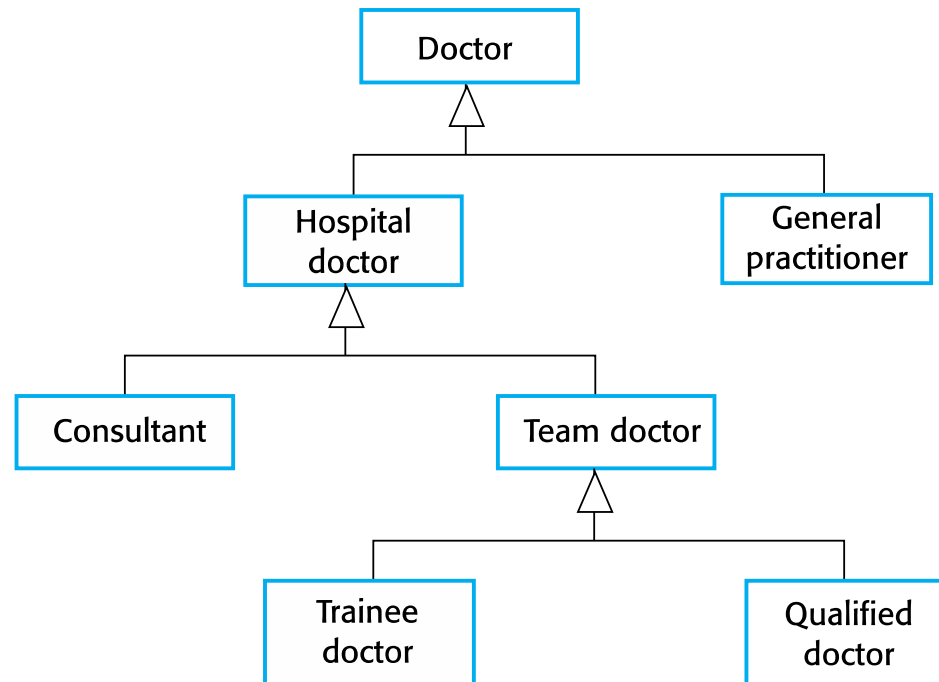 Doctor
Hospital
doctor
General
practitioner
Consultant
Team doctor
Trainee
doctor
Qualified
doctor